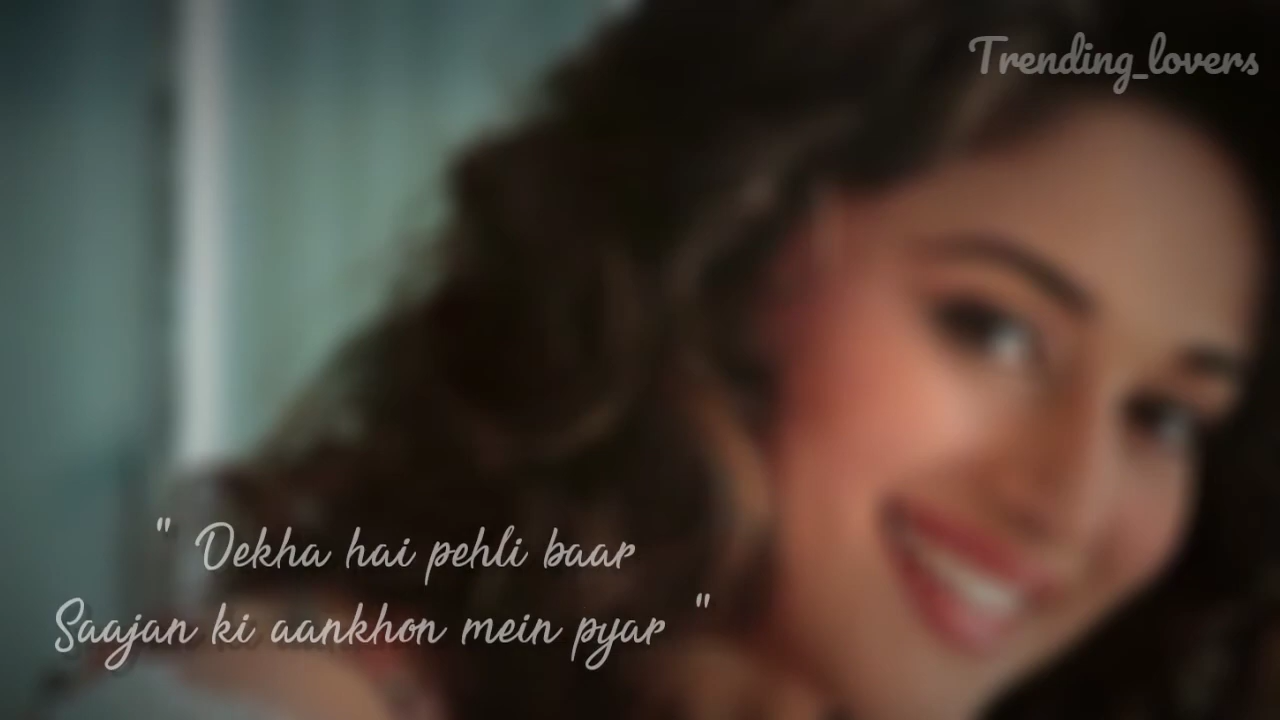 Trending_lovers
" Dekha hai pehli baar
Saajan ki aankhon mein pyar "